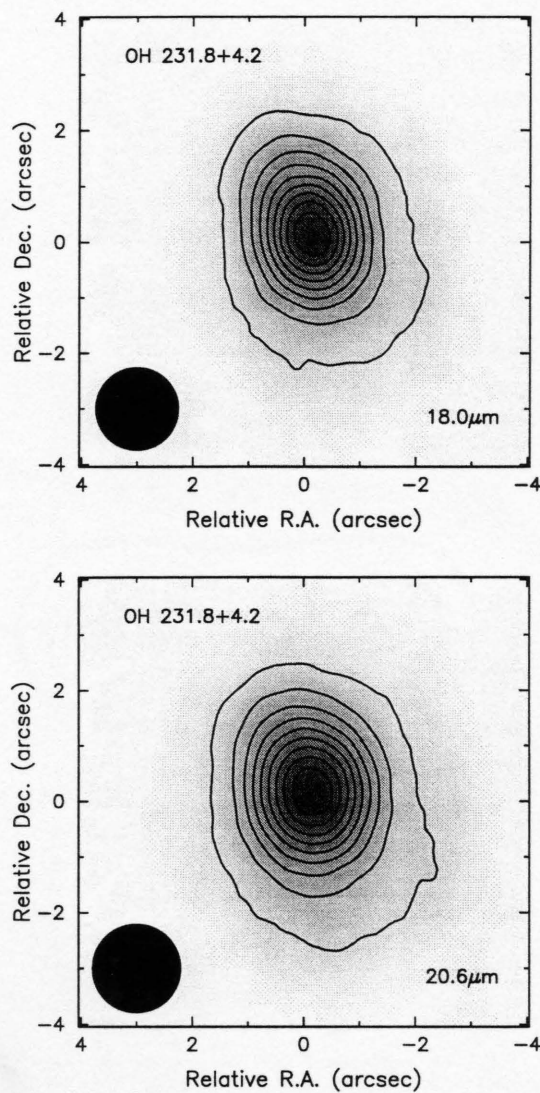 4
OH 231.8+4.2
2
0
-2
-4
Relative Dec. (arcsec)
18.0μm
4
2
0
-2
-4
Relative R.A. (arcsec)
4
OH 231.8+4.2
2
0
-2
-4
Relative Dec. (arcsec)
20.6μm
4
2
0
-2
-4
Relative R.A. (arcsec)